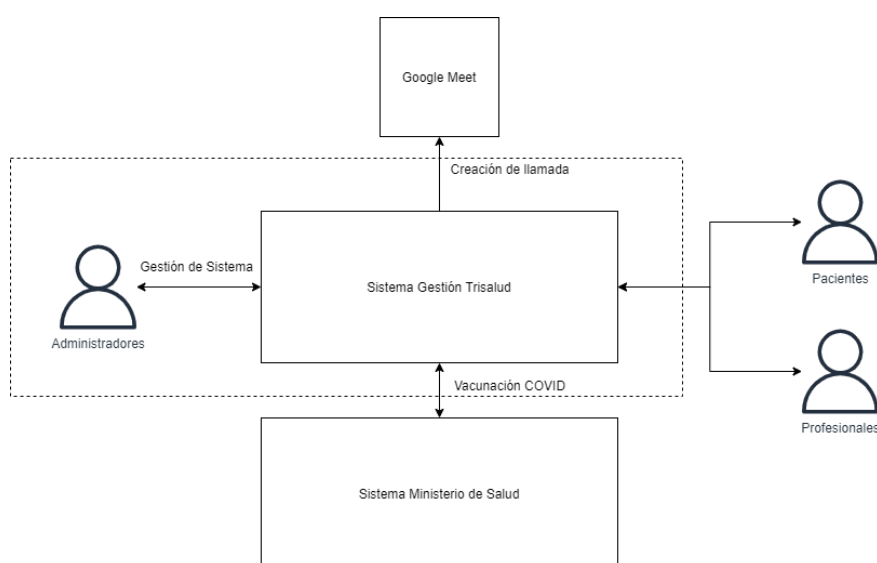 Google Meet
Creación de llamada
Gestión de Sistema
Sistema Gestión Trisalud
Pacientes
Administradores
Vacunación COVID
Profesionales
Sistema Ministerio de Salud